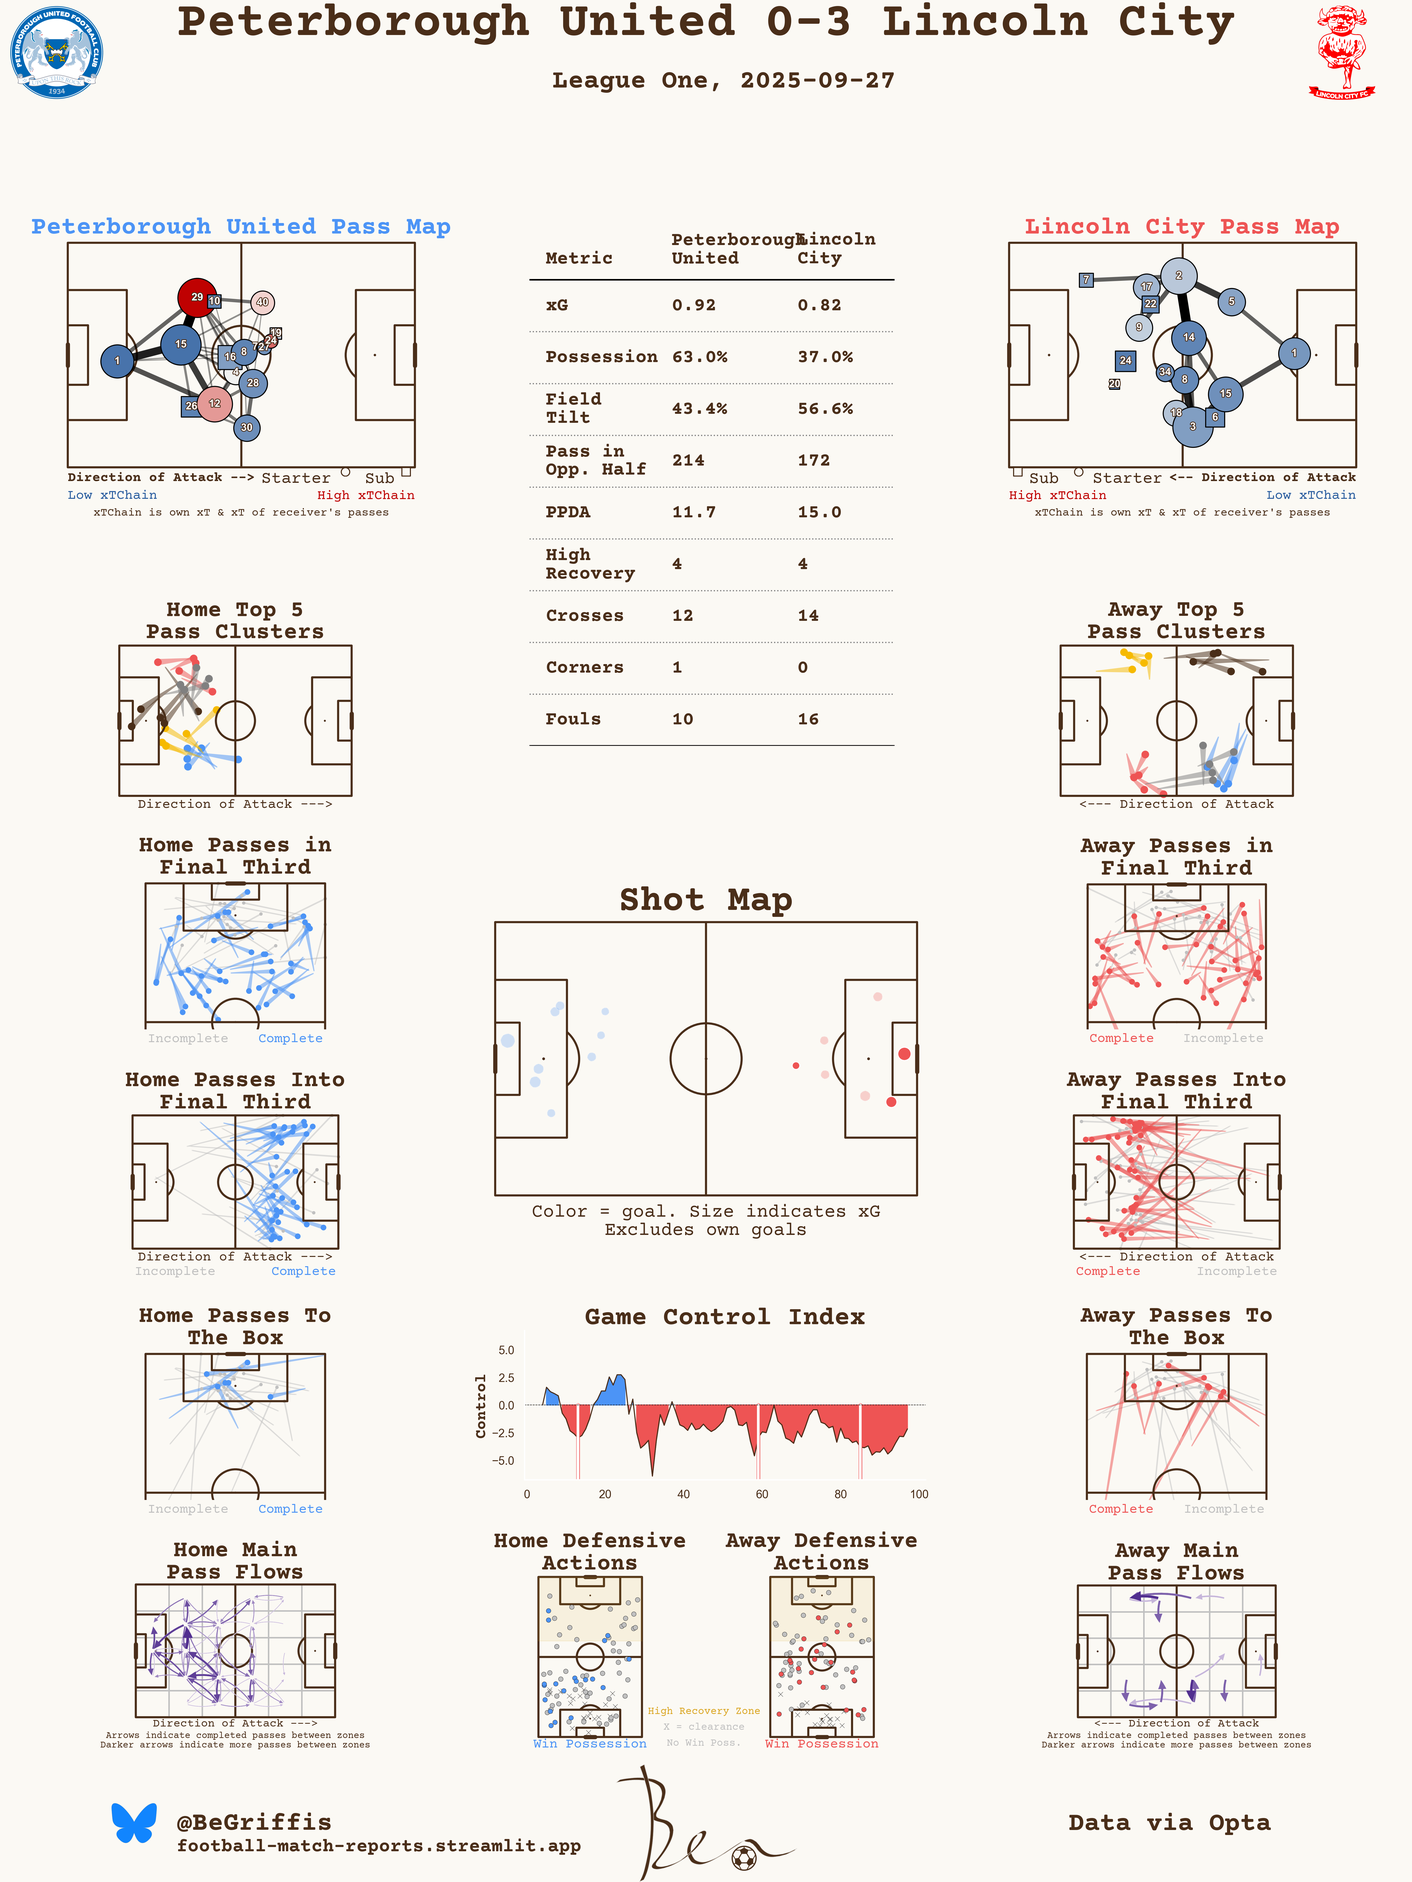 Peterborough United 0-3 Lincoln City
League One, 2025-09-27
PETERBOROUGH UNITED FOOTBALL CLUB
1934
LINCOLN CITY FC
Peterborough United Pass Map
29
10
40
15
1
16
8
19
24
27
4
28
26
12
30
Direction of Attack --> Starter Sub
Low xTChain High xTChain
xTChain is own xT & xT of receiver's passes
Metric Peterborough United Lincoln City
xG 0.92 0.82
Possession 63.0% 37.0%
Field Tilt 43.4% 56.6%
Pass in Opp. Half 214 172
PPDA 11.7 15.0
High Recovery 4 4
Crosses 12 14
Corners 1 0
Fouls 10 16
Lincoln City Pass Map
7
2
17
22
5
9
14
1
24
34
20
8
15
18
6
3
Sub Starter <-- Direction of Attack
High xTChain Low xTChain
xTChain is own xT & xT of receiver's passes
Home Top 5
Pass Clusters
Direction of Attack --->
Away Top 5
Pass Clusters
<--- Direction of Attack
Home Passes in
Final Third
Incomplete Complete
Away Passes in
Final Third
Complete Incomplete
Shot Map
Color = goal. Size indicates xG
Excludes own goals
Home Passes Into
Final Third
Direction of Attack --->
Incomplete Complete
Away Passes Into
Final Third
<--- Direction of Attack
Complete Incomplete
Home Passes To
The Box
Incomplete Complete
Game Control Index
Control
5.0
2.5
0.0
−2.5
−5.0
0 20 40 60 80 100
Away Passes To
The Box
Complete Incomplete
Home Main
Pass Flows
Direction of Attack --->
Arrows indicate completed passes between zones
Darker arrows indicate more passes between zones
Home Defensive
Actions
Win Possession
High Recovery Zone
X = clearance
No Win Poss.
Away Defensive
Actions
Win Possession
Away Main
Pass Flows
<--- Direction of Attack
Arrows indicate completed passes between zones
Darker arrows indicate more passes between zones
@BeGriffis
football-match-reports.streamlit.app
Ben
Data via Opta